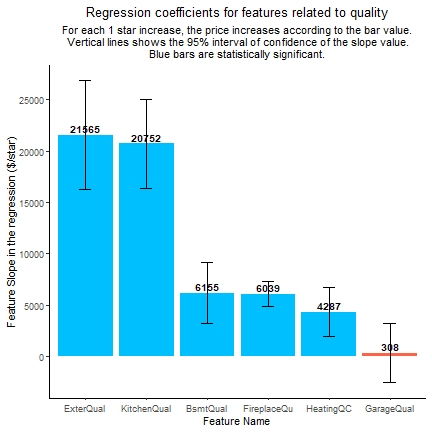 Regression coefficients for features related to quality
For each 1 star increase, the price increases according to the bar value.
Vertical lines shows the 95% interval of confidence of the slope value.
Blue bars are statistically significant.
Feature Slope in the regression ($/star)
25000
20000
15000
10000
5000
0
21565
20752
6155
6039
4287
308
ExterQual
KitchenQual
BsmtQual
FireplaceQu
HeatingQC
GarageQual
Feature Name